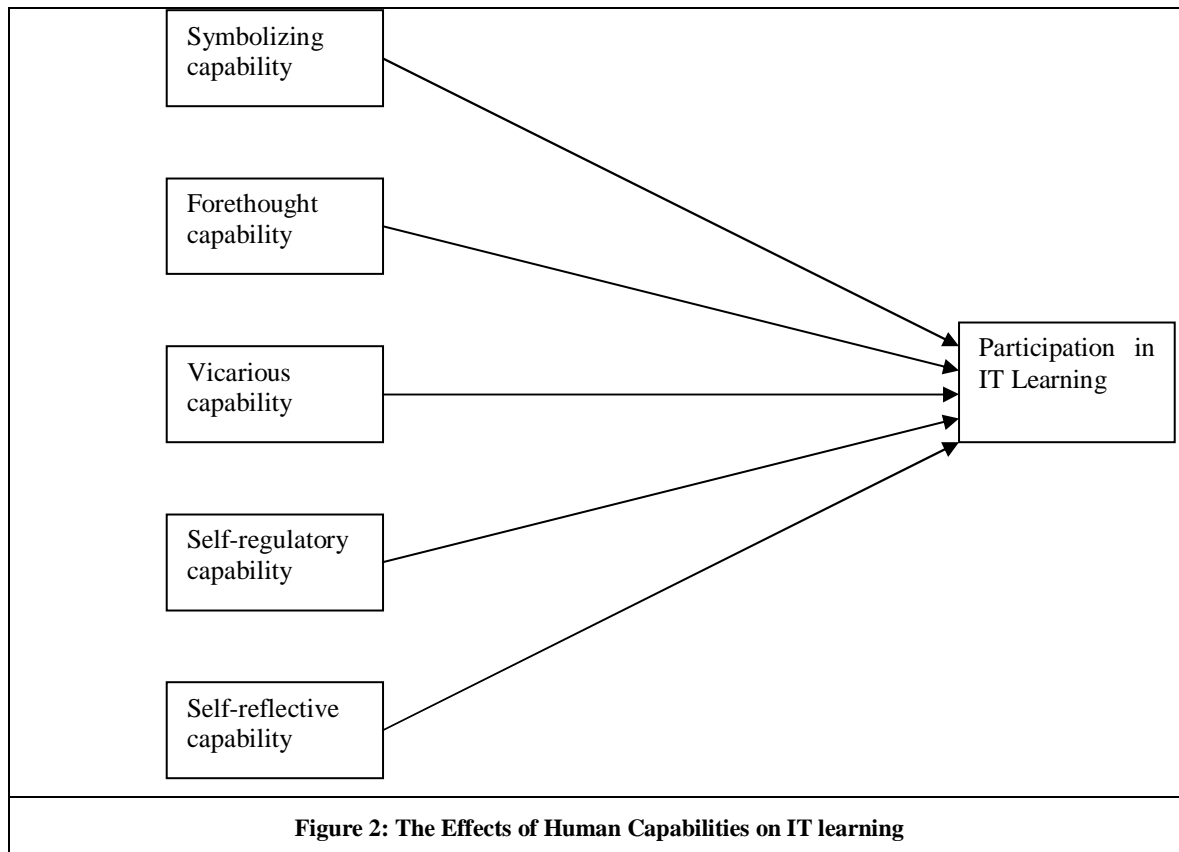 Symbolizing
capability
Forethought
capability
Vicarious
capability
Participation in
IT Learning
Self-regulatory
capability
Self-reflective
capability
Figure 2: The Effects of Human Capabilities on IT learning